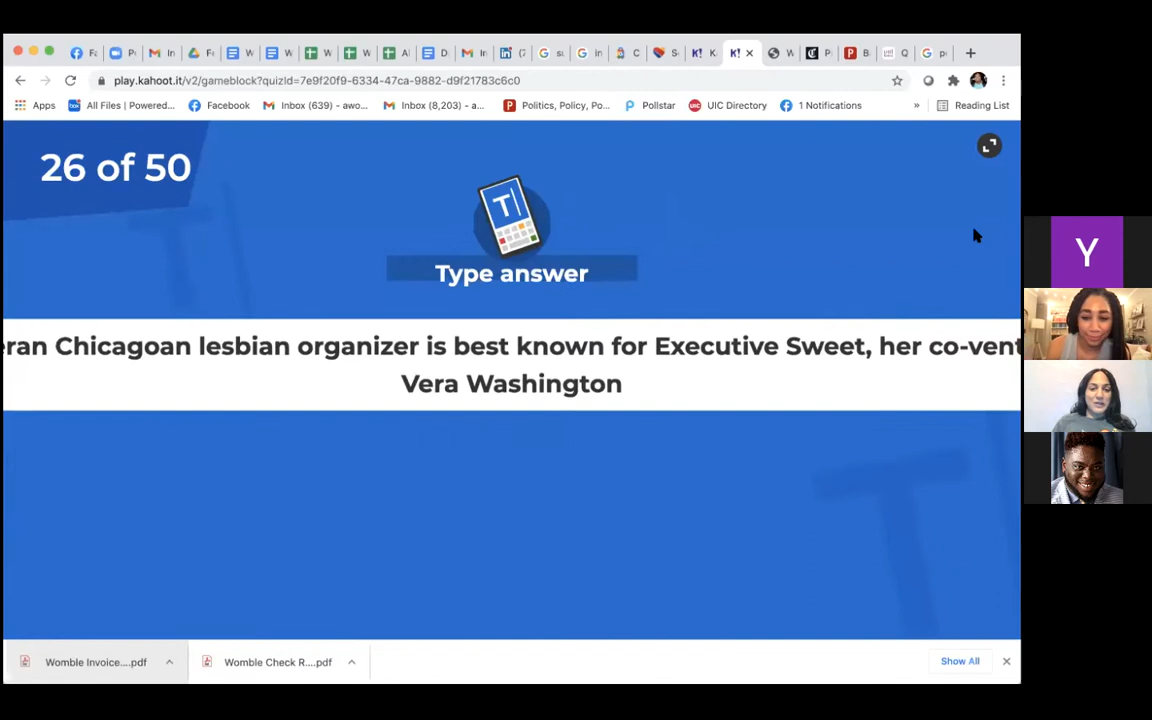 play.kahoot.it/v2/gameblock?quizId=7e9f20f9-6334-47ca-9882-d9f21783c6c0
Apps All Files | Powered... Facebook Inbox (639) - awo... Inbox (8,203) – a... Politics, Policy, Po... Pollstar UIC Directory 1 Notifications » Reading List
26 of 50
T
Type answer
eran Chicagoan lesbian organizer is best known for Executive Sweet, her co-vent
Vera Washington
Y
Womble Invoice....pdf Womble Check R....pdf Show All